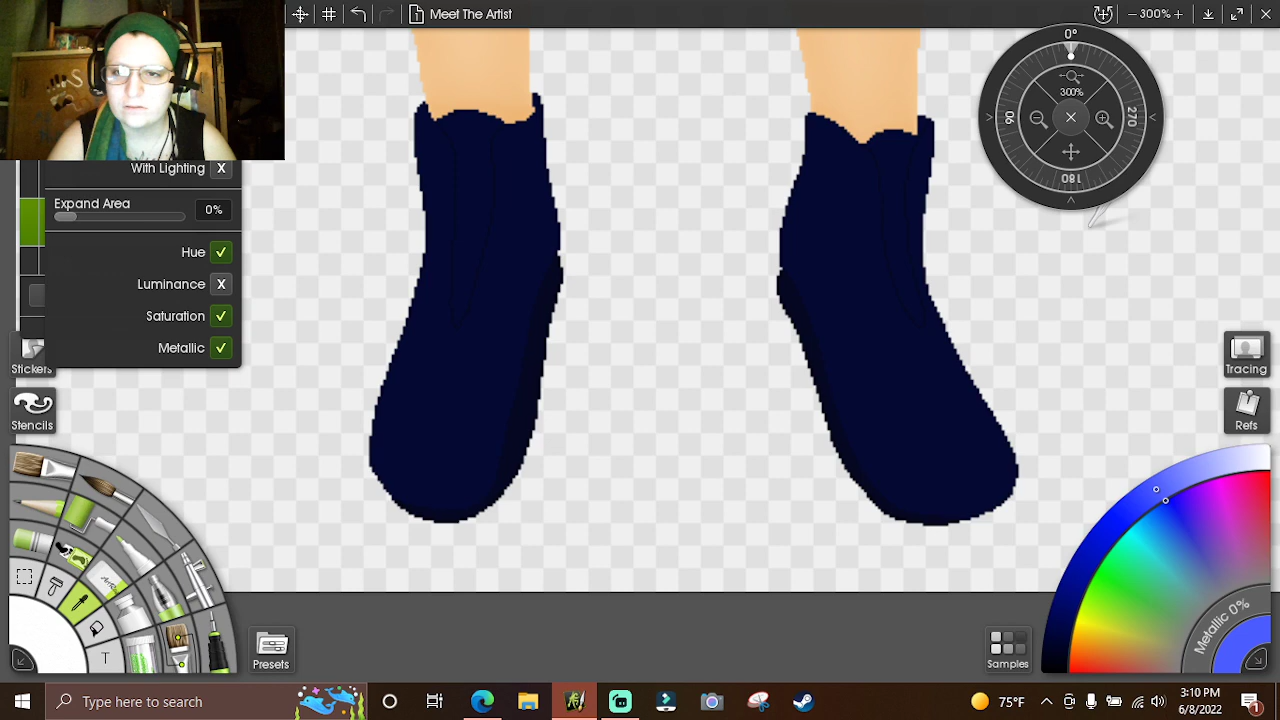 Meet The Artist
300%
0°
300%
90
270
180
With Lighting X
Expand Area
0%
Hue
Luminance X
Saturation
Metallic
Stickers
Stencils
Tracing
Refs
T
Presets
Samples
Metallic 0%
Type here to search
75°F
3:10 PM
6/8/2022